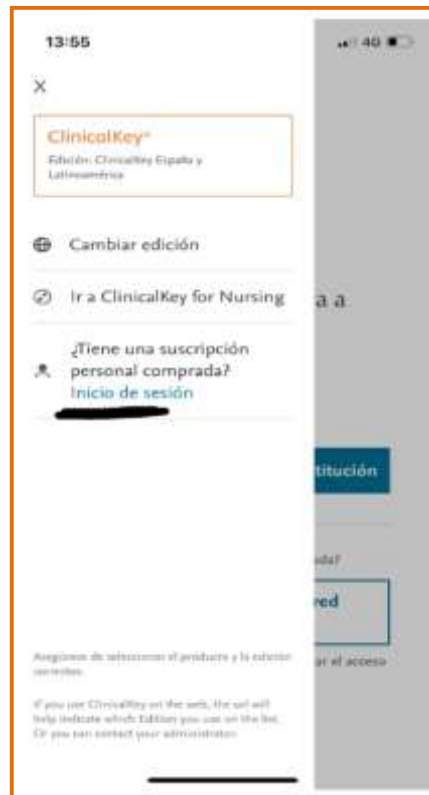 13:55
4G
ClinicalKey®
Edición: ClinicalKey España y
Latinoamérica
Cambiar edición
Ir a ClinicalKey for Nursing
a a
¿Tiene una suscripción
personal comprada?
Inicio de sesión
titución
ada?
red
ar el acceso
Asegúrese de seleccionar el producto y la edición
correctos.
If you use ClinicalKey on the web, the url will
help indicate which Edition you use on the list.
Or you can contact your administrator.